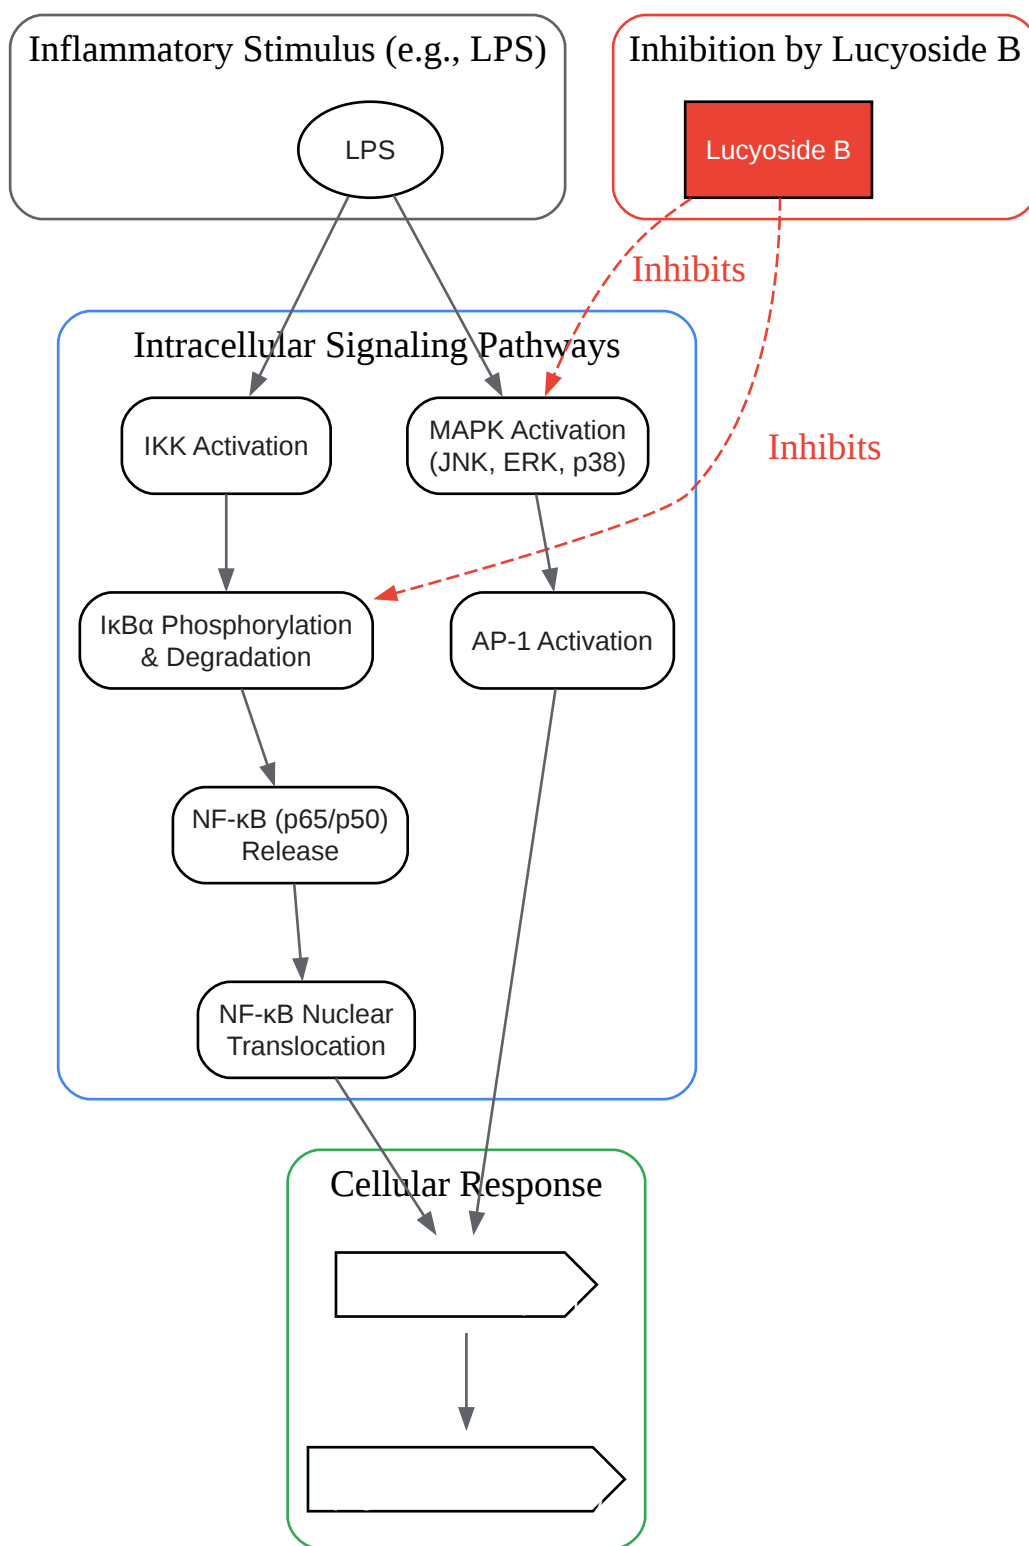 Inflammatory Stimulus (e.g., LPS)
Inhibition by Lucyoside B
LPS
Lucyoside B
Inhibits
Intracellular Signaling Pathways
IKK Activation
MAPK Activation
(JNK, ERK, p38)
Inhibits
IκBα Phosphorylation
& Degradation
AP-1 Activation
NF-κB (p65/p50)
Release
NF-κB Nuclear
Translocation
Cellular Response